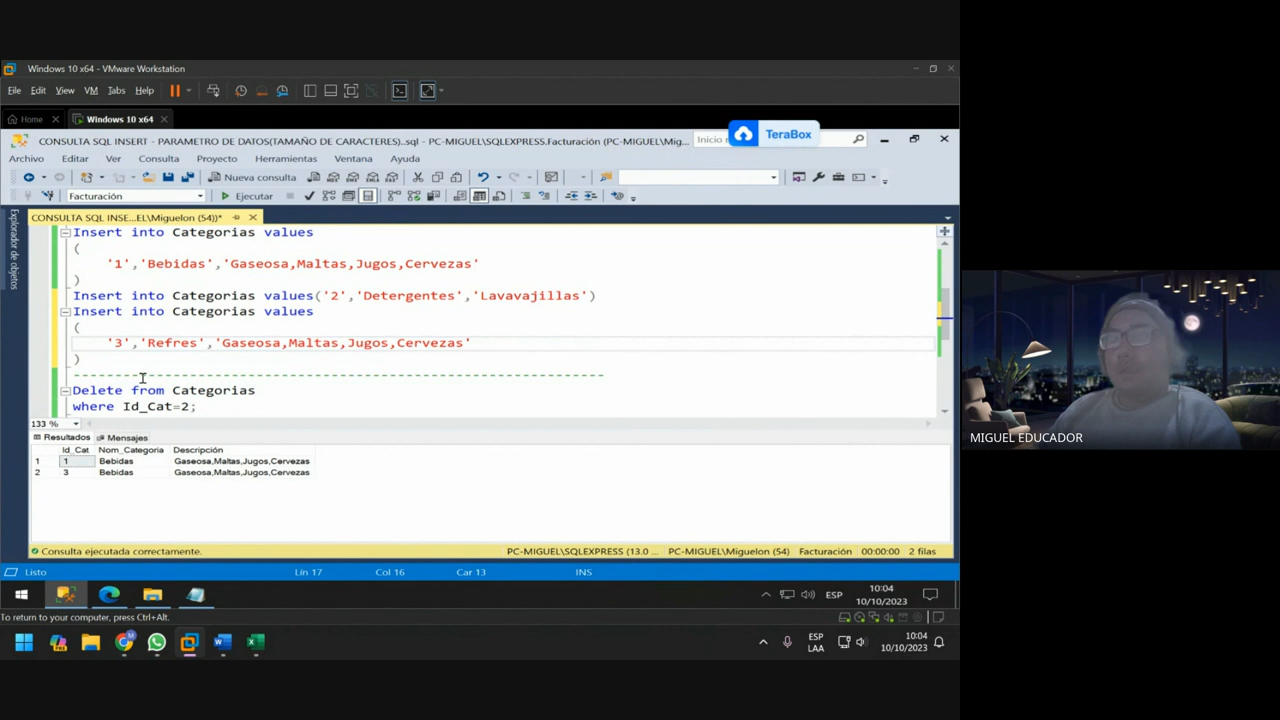 Windows 10 x64 - VMware Workstation
File Edit View VM Tabs Help
Home Windows 10 x64
CONSULTA SQL INSERT - PARAMETRO DE DATOS(TAMAÑO DE CARACTERES)..sql - PC-MIGUEL\SQLEXPRESS.Facturación (PC-MIGUEL\Mig... Inicio
TeraBox
Archivo Editar Ver Consulta Proyecto Herramientas Ventana Ayuda
Nueva consulta
Facturación Ejecutar
CONSULTA SQL INSE...EL\Miguelon (54))*
Explorador de objetos
Insert into Categorias values
(
'1','Bebidas','Gaseosa,Maltas,Jugos,Cervezas'
)
Insert into Categorias values('2','Detergentes','Lavavajillas')
Insert into Categorias values
(
'3','Refres','Gaseosa,Maltas,Jugos,Cervezas'
)
----------------------------------------------------------------
Delete from Categorias
where Id_Cat=2;
133 %
Resultados Mensajes
Id_Cat Nom_Categoria Descripción
1 1 Bebidas Gaseosa,Maltas,Jugos,Cervezas
2 3 Bebidas Gaseosa,Maltas,Jugos,Cervezas
Consulta ejecutada correctamente. PC-MIGUEL\SQLEXPRESS (13.0 ... PC-MIGUEL\Miguelon (54) Facturación 00:00:00 2 filas
Listo Lín 17 Col 16 Car 13 INS
ESP 10:04
10/10/2023
To return to your computer, press Ctrl+Alt.
ESP
LAA
10:04
10/10/2023
MIGUEL EDUCADOR